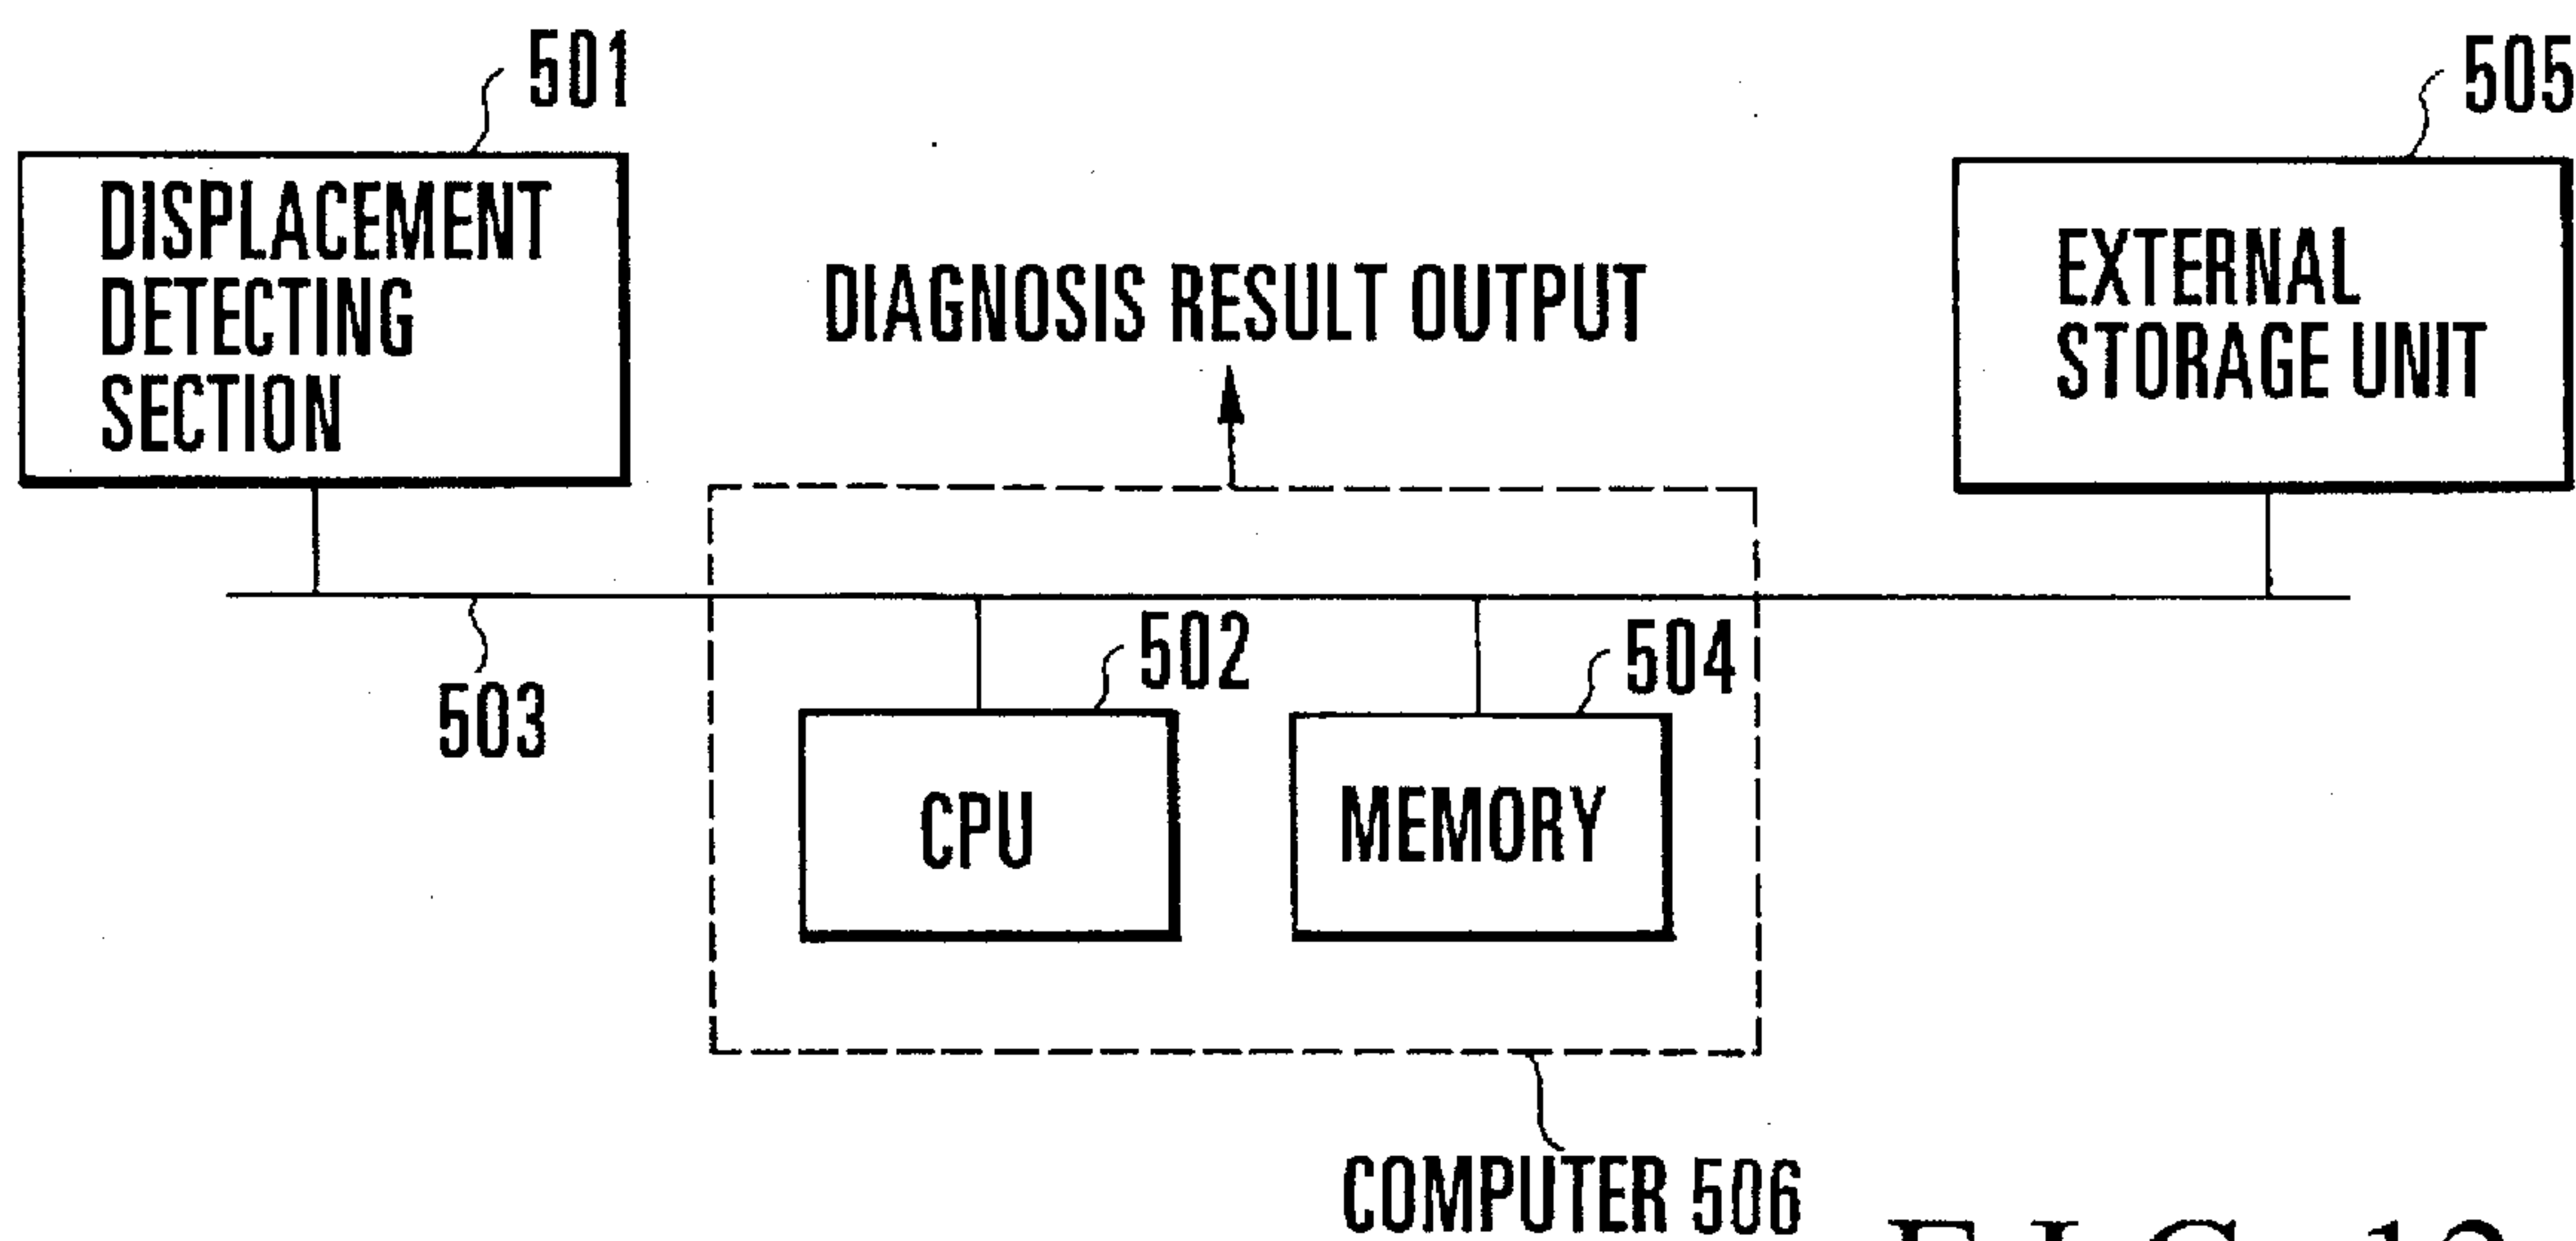 501
505
DISPLACEMENT
DETECTING
SECTION
DIAGNOSIS RESULT OUTPUT
EXTERNAL
STORAGE UNIT
502
504
503
CPU
MEMORY
COMPUTER 506